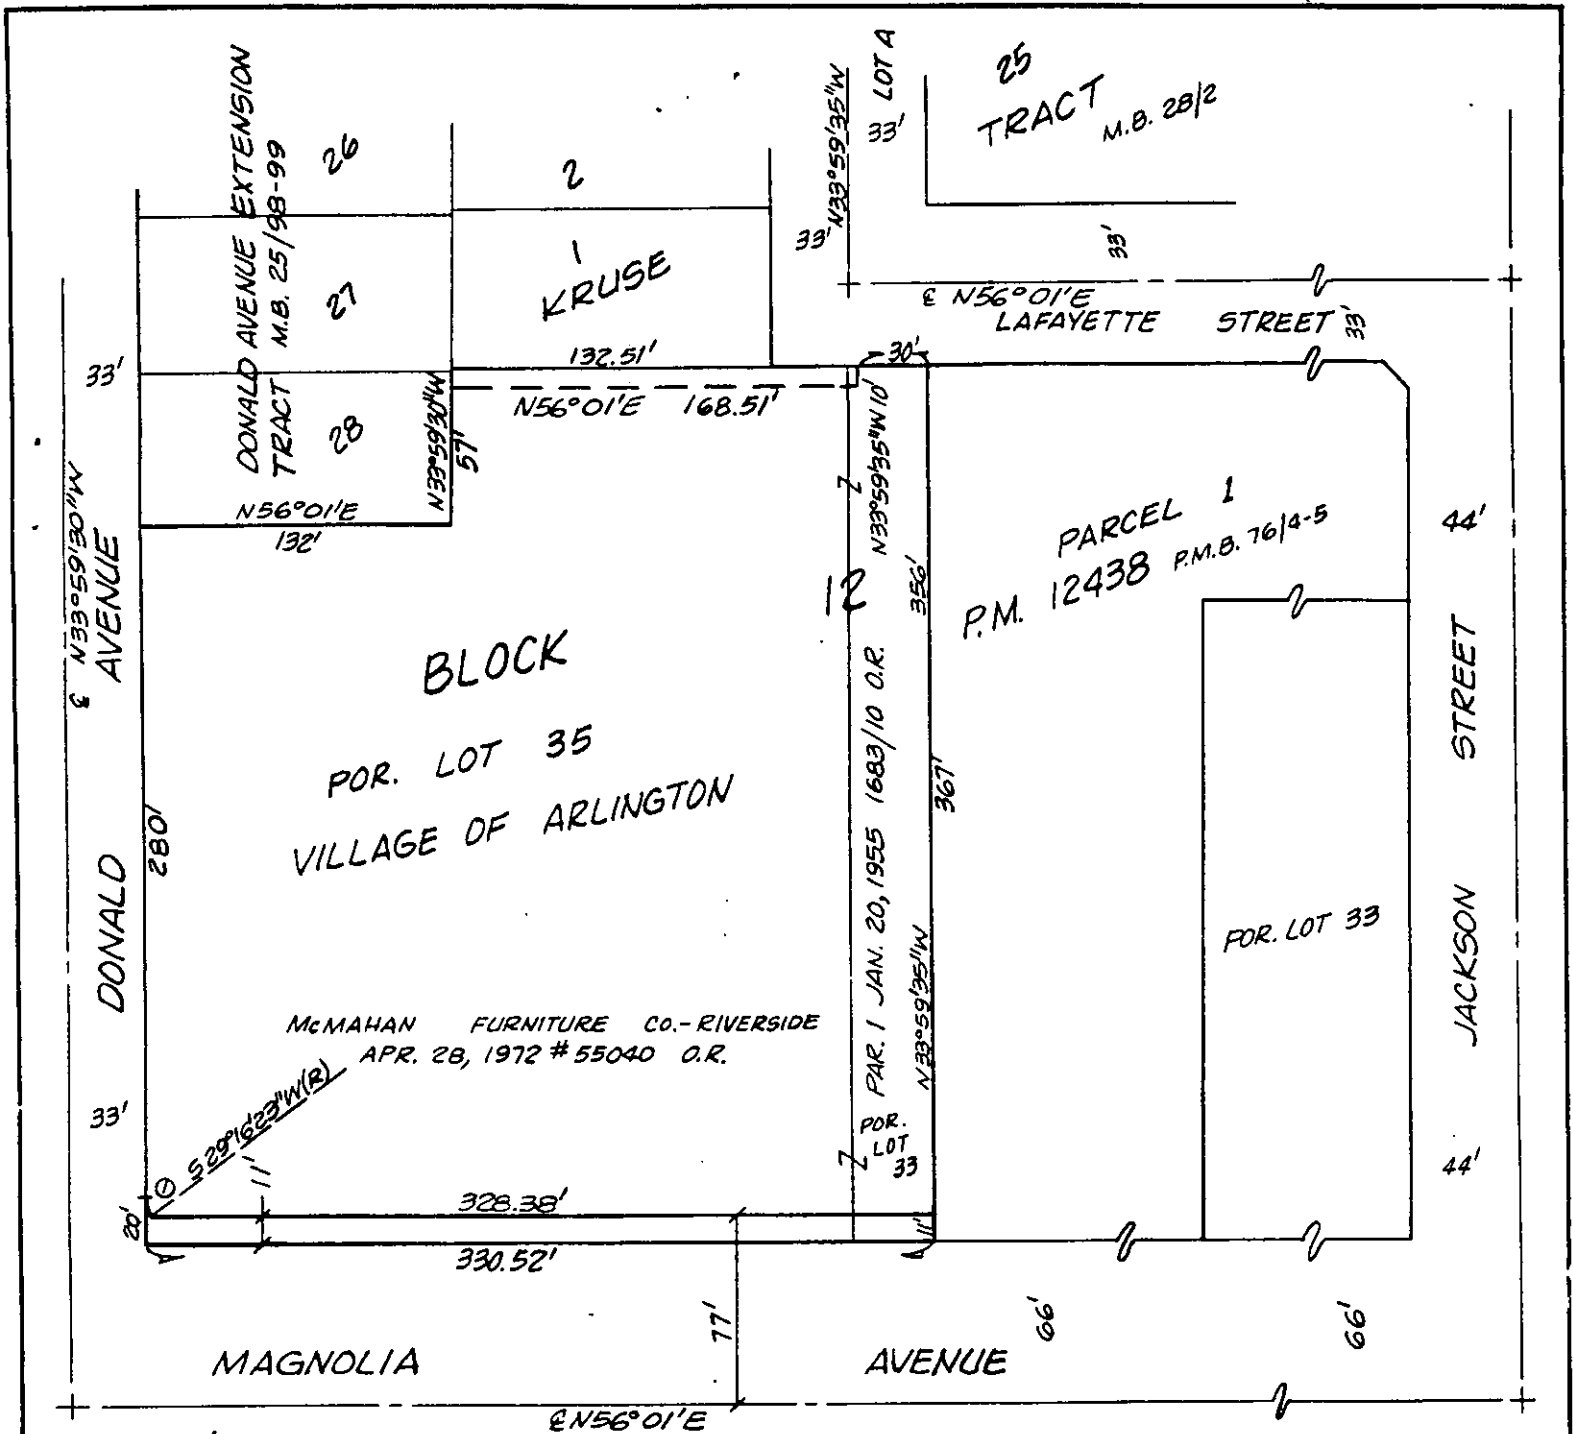 DONALD AVENUE EXTENSION
TRACT M.B. 25/98-99
26
27
28
2
1
KRUSE
N33°59'35"W
33'
LOT A
33'
25
TRACT
M.B. 28/2
33'
℄ N56°01'E
LAFAYETTE STREET
33'
33'
132.51'
30'
N56°01'E 168.51'
N33°59'30"W
57'
N33°59'35"W 10'
N56°01'E
132'
℄ N33°59'30"W
DONALD AVENUE
280'
33'
12
356'
367'
N33°59'35"W
PARCEL 1
P.M. 12438 P.M.B. 76/4-5
44'
JACKSON STREET
44'
BLOCK
POR. LOT 35
VILLAGE OF ARLINGTON
PAR. 1 JAN. 20, 1955 1683/10 O.R.
POR. LOT 33
McMAHAN FURNITURE CO.-RIVERSIDE
APR. 28, 1972 #55040 O.R.
POR.
LOT
33
① S29°16'23"W(R)
11'
20'
328.38'
11'
330.52'
77'
66'
66'
MAGNOLIA AVENUE
℄ N56°01'E